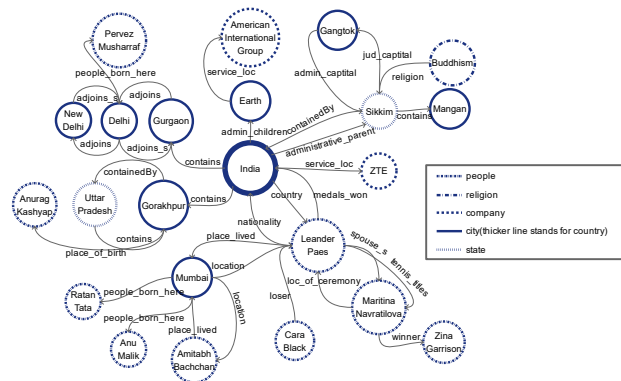 Pervez
Musharraf
American
International
Group
Gangtok
jud_captital
Buddhism
people_born_here
service_loc
admin_captital
religion
adjoins_s
adjoins
Earth
containedBy
Sikkim
contains
Mangan
New
Delhi
Delhi
Gurgaon
admin_children
administrative_parent
adjoins
adjoins_s
contains
India
service_loc
ZTE
containedBy
Anurag
Kashyap
Uttar
Pradesh
Gorakhpur
contains
country
medals_won
contains
place_of_birth
nationality
place_lived
Leander
Paes
spouse_s
tennis_titles
Mumbai
location
loc_of_ceremony
location
Ratan
Tata
people_born_here
people_born_here
loser
Maritina
Navratilova
place_lived
winner
Anu
Malik
Amitabh
Bachchan
Cara
Black
Zina
Garrison
people
religion
company
city(thicker line stands for country)
state